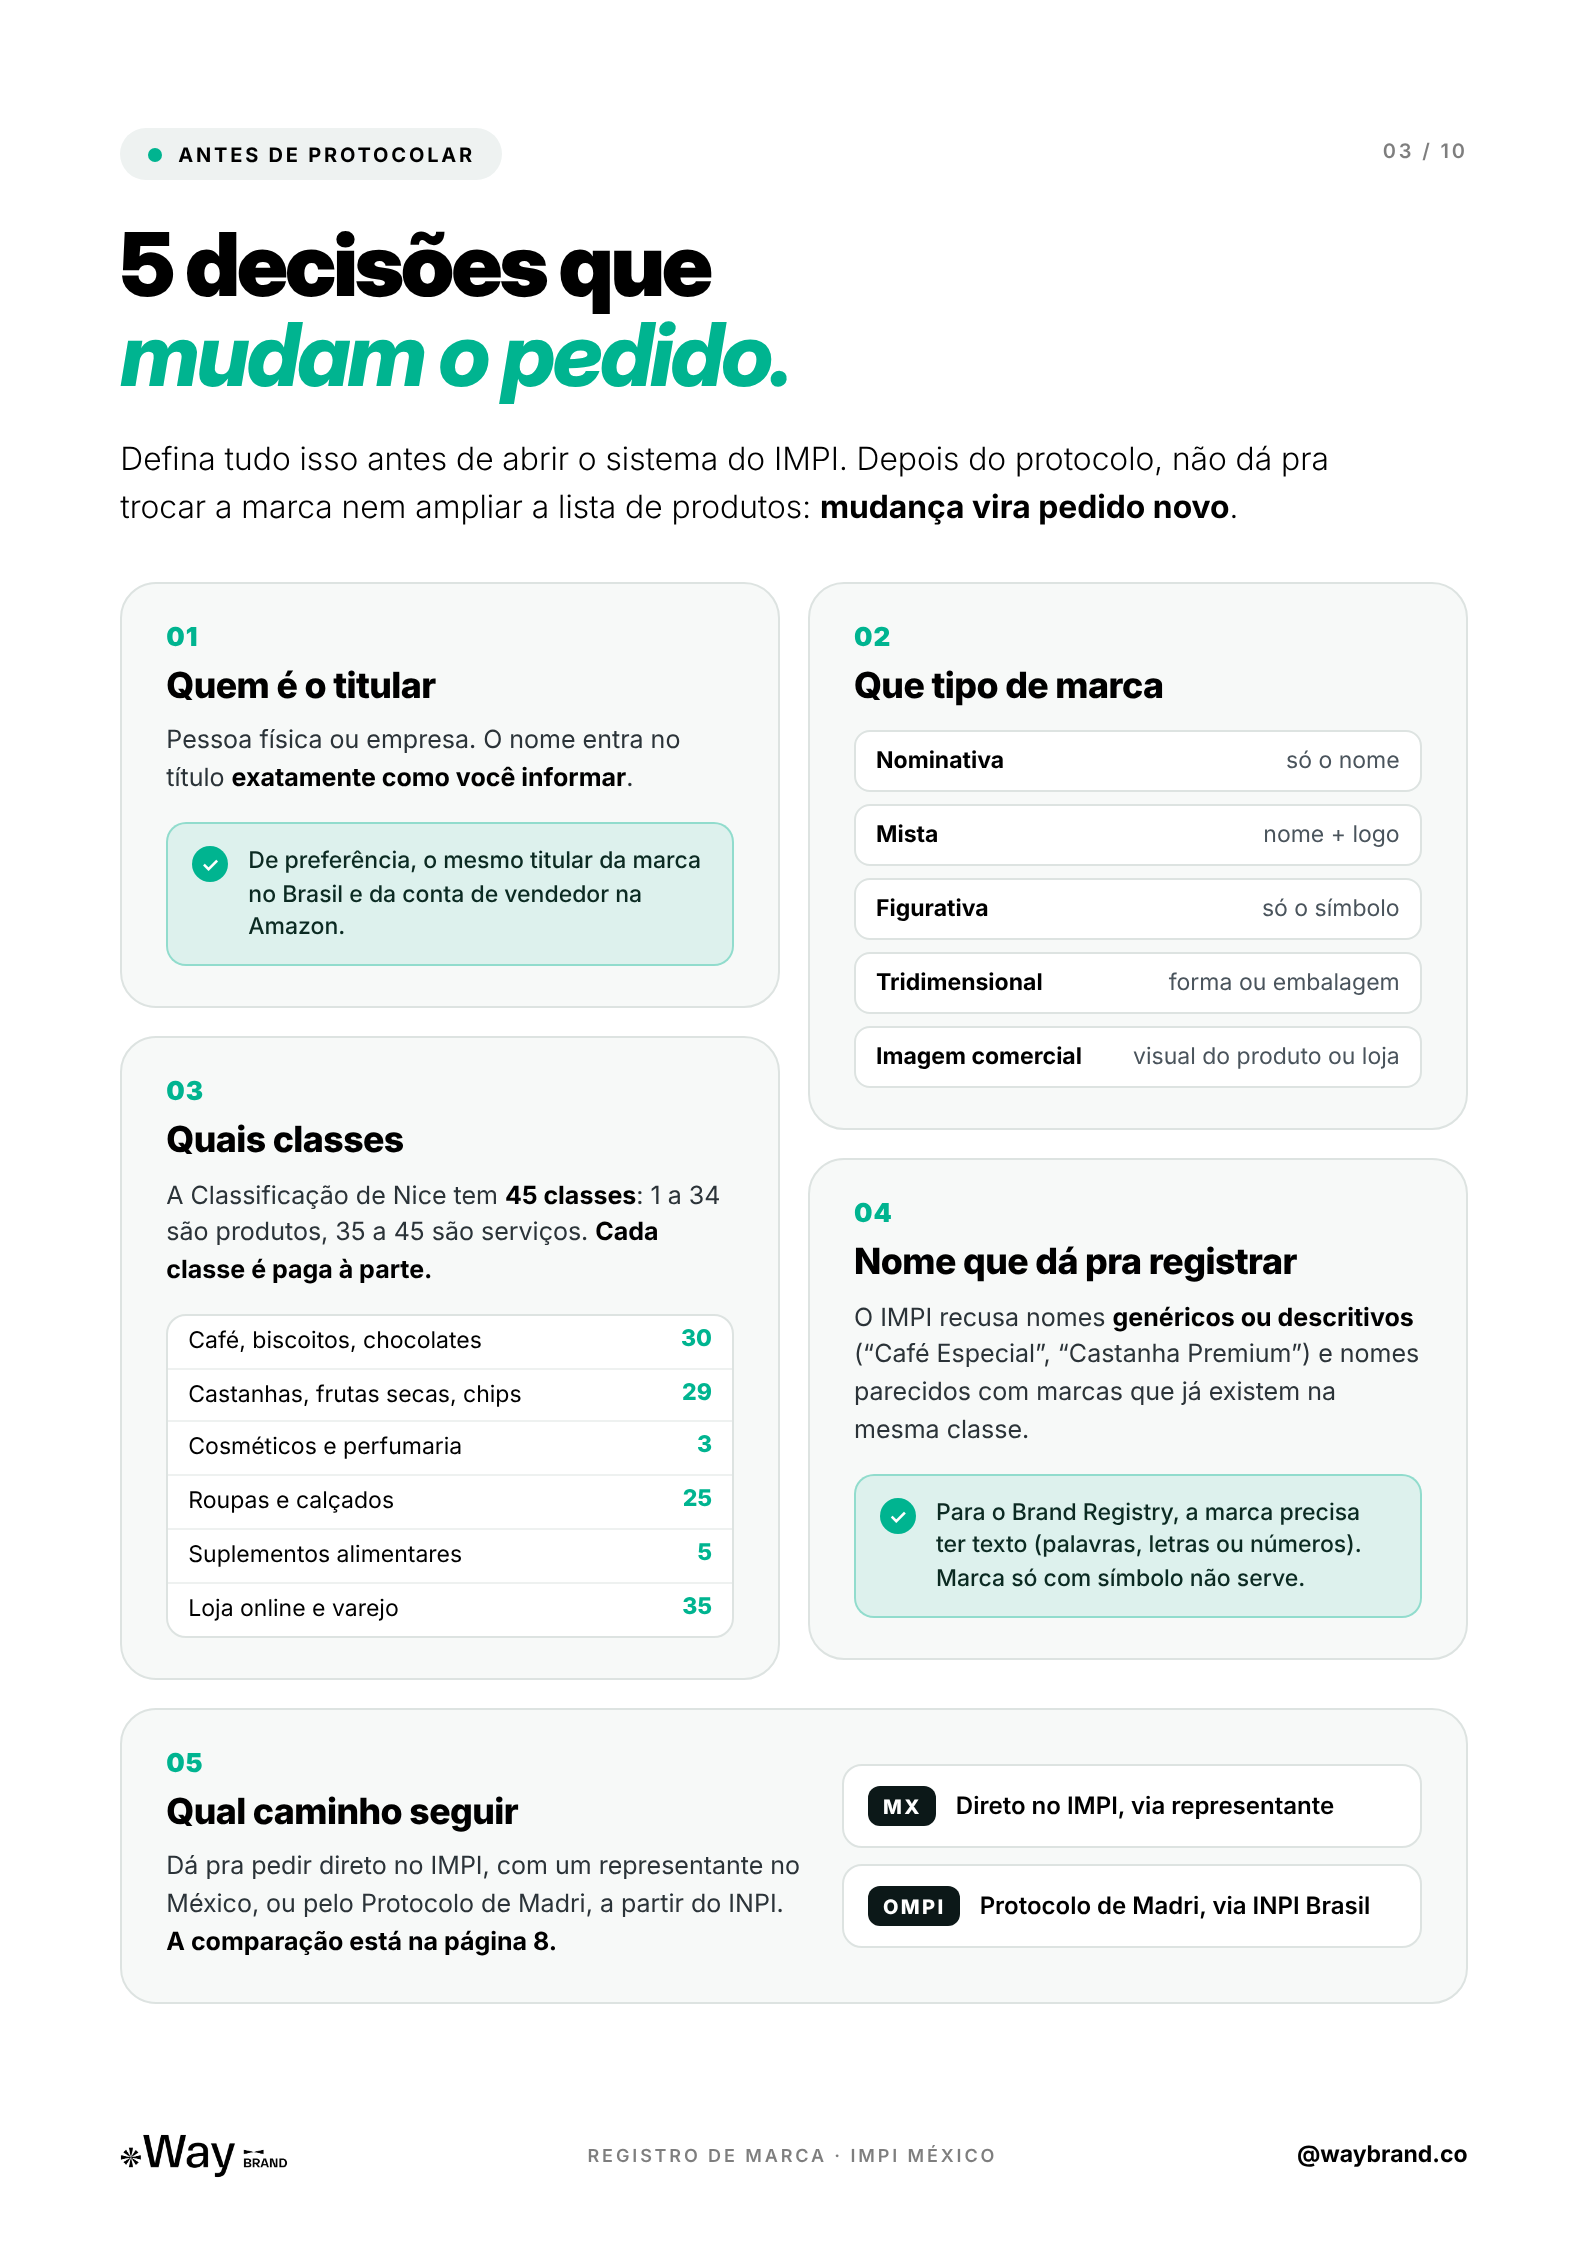 ANTES DE PROTOCOLAR
03 / 10
5 decisões que
mudam o pedido.
Defina tudo isso antes de abrir o sistema do IMPI. Depois do protocolo, não dá pra
trocar a marca nem ampliar a lista de produtos: mudança vira pedido novo.
01
Quem é o titular
Pessoa física ou empresa. O nome entra no
título exatamente como você informar.
De preferência, o mesmo titular da marca
no Brasil e da conta de vendedor na
Amazon.
02
Que tipo de marca
Nominativa só o nome
Mista nome + logo
Figurativa só o símbolo
Tridimensional forma ou embalagem
Imagem comercial visual do produto ou loja
03
Quais classes
A Classificação de Nice tem 45 classes: 1 a 34
são produtos, 35 a 45 são serviços. Cada
classe é paga à parte.
Café, biscoitos, chocolates 30
Castanhas, frutas secas, chips 29
Cosméticos e perfumaria 3
Roupas e calçados 25
Suplementos alimentares 5
Loja online e varejo 35
04
Nome que dá pra registrar
O IMPI recusa nomes genéricos ou descritivos
(“Café Especial”, “Castanha Premium”) e nomes
parecidos com marcas que já existem na
mesma classe.
Para o Brand Registry, a marca precisa
ter texto (palavras, letras ou números).
Marca só com símbolo não serve.
05
Qual caminho seguir
Dá pra pedir direto no IMPI, com um representante no
México, ou pelo Protocolo de Madri, a partir do INPI.
A comparação está na página 8.
MX Direto no IMPI, via representante
OMPI Protocolo de Madri, via INPI Brasil
Way BRAND
REGISTRO DE MARCA · IMPI MÉXICO
@waybrand.co